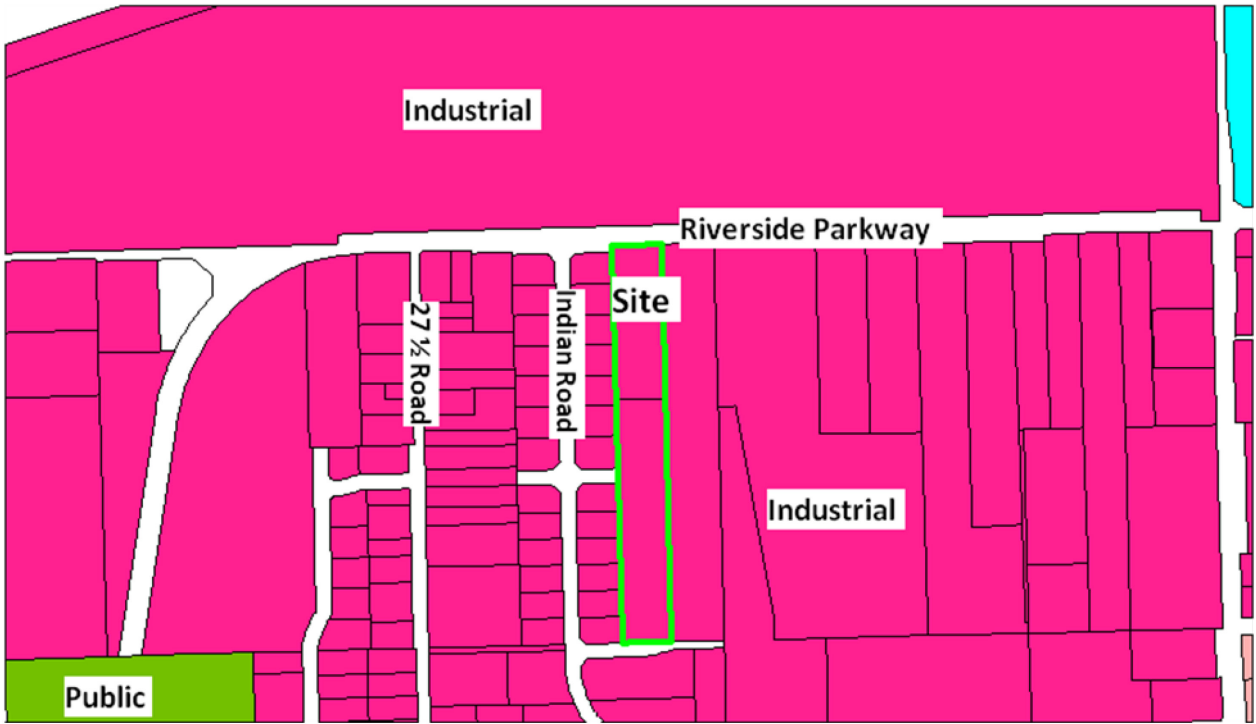 Industrial
Riverside Parkway
Site
27 ½ Road
Indian Road
Industrial
Public